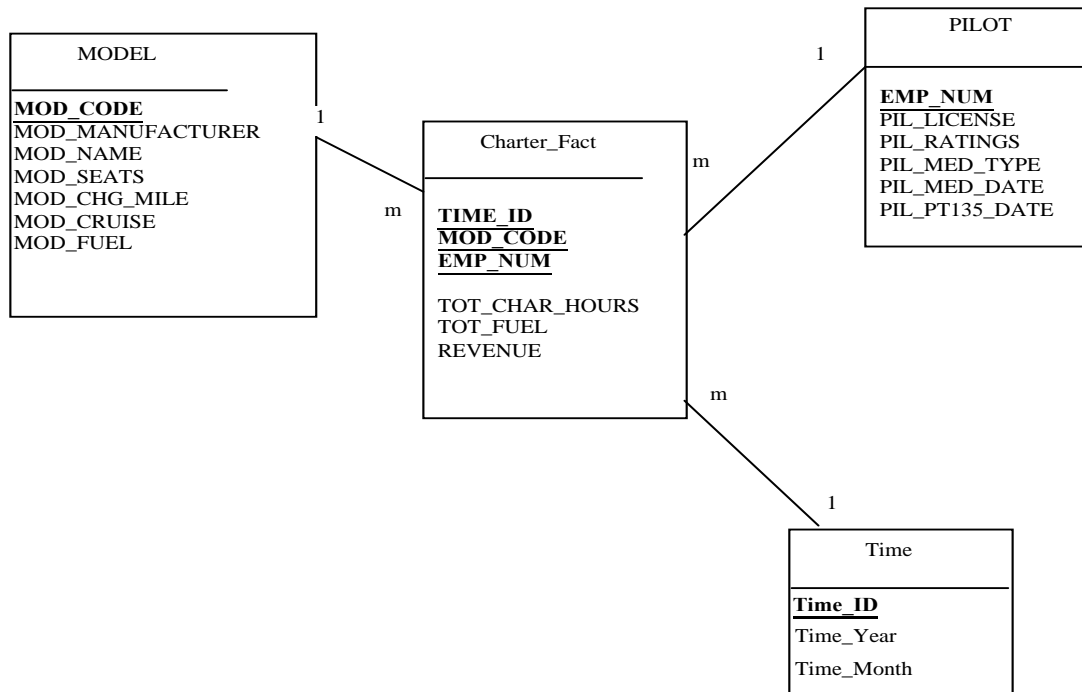 MODEL
MOD_CODE
MOD_MANUFACTURER
MOD_NAME
MOD_SEATS
MOD_CHG_MILE
MOD_CRUISE
MOD_FUEL
1
m
Charter_Fact
TIME_ID
MOD_CODE
EMP_NUM
TOT_CHAR_HOURS
TOT_FUEL
REVENUE
m
1
PILOT
EMP_NUM
PIL_LICENSE
PIL_RATINGS
PIL_MED_TYPE
PIL_MED_DATE
PIL_PT135_DATE
m
1
Time
Time_ID
Time_Year
Time_Month